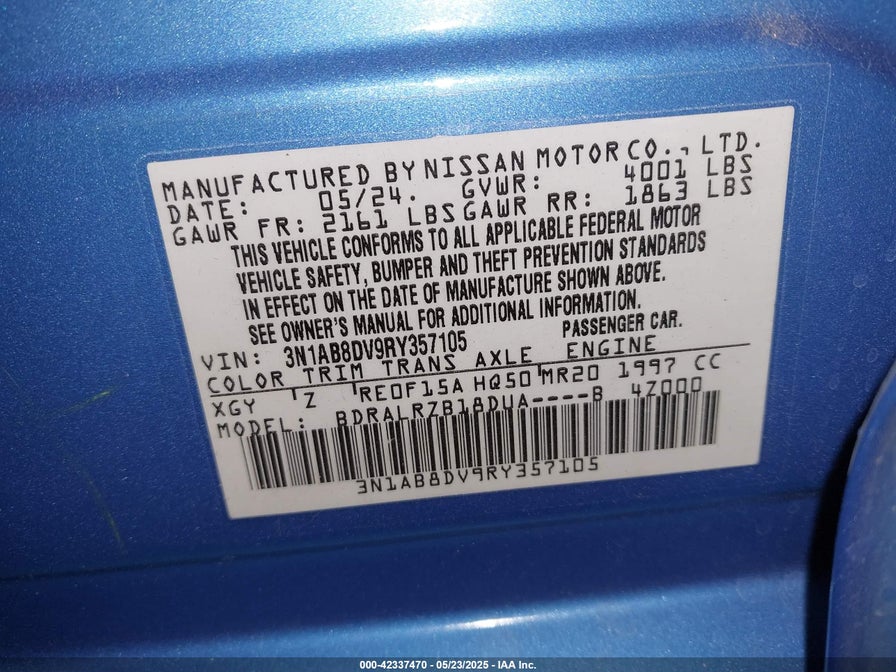 MANUFACTURED BY NISSAN MOTOR CO., LTD.
DATE: 05/24. GVWR: 4001 LBS
GAWR FR: 2161 LBS GAWR RR: 1863 LBS
THIS VEHICLE CONFORMS TO ALL APPLICABLE FEDERAL MOTOR
VEHICLE SAFETY, BUMPER AND THEFT PREVENTION STANDARDS
IN EFFECT ON THE DATE OF MANUFACTURE SHOWN ABOVE.
SEE OWNER'S MANUAL FOR ADDITIONAL INFORMATION.
VIN: 3N1AB8DV9RY357105 PASSENGER CAR.
COLOR TRIM TRANS AXLE ENGINE
XGY Z RE0F15A HQ50 MR20 1997 CC
MODEL: BDRALRZB18DUA----B 4Z000
3N1AB8DV9RY357105
000-42337470 — 05/23/2025 — IAA Inc.